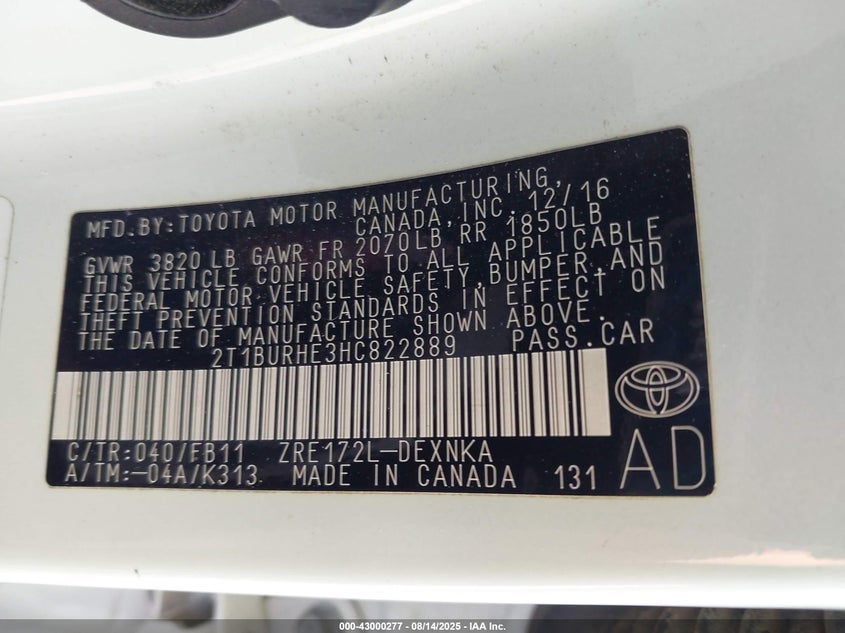 MFD.BY:TOYOTA MOTOR MANUFACTURING,
CANADA,INC. 12/16
GVWR 3820 LB GAWR FR 2070LB,RR 1850LB
THIS VEHICLE CONFORMS TO ALL APPLICABLE
FEDERAL MOTOR VEHICLE SAFETY,BUMPER,AND
THEFT PREVENTION STANDARDS IN EFFECT ON
THE DATE OF MANUFACTURE SHOWN ABOVE.
2T1BURHE3HC822889 PASS.CAR
C/TR:040/FB11 ZRE172L-DEXNKA
A/TM:-04A/K313 MADE IN CANADA 131
AD
000-43000277 - 08/14/2025 - IAA Inc.